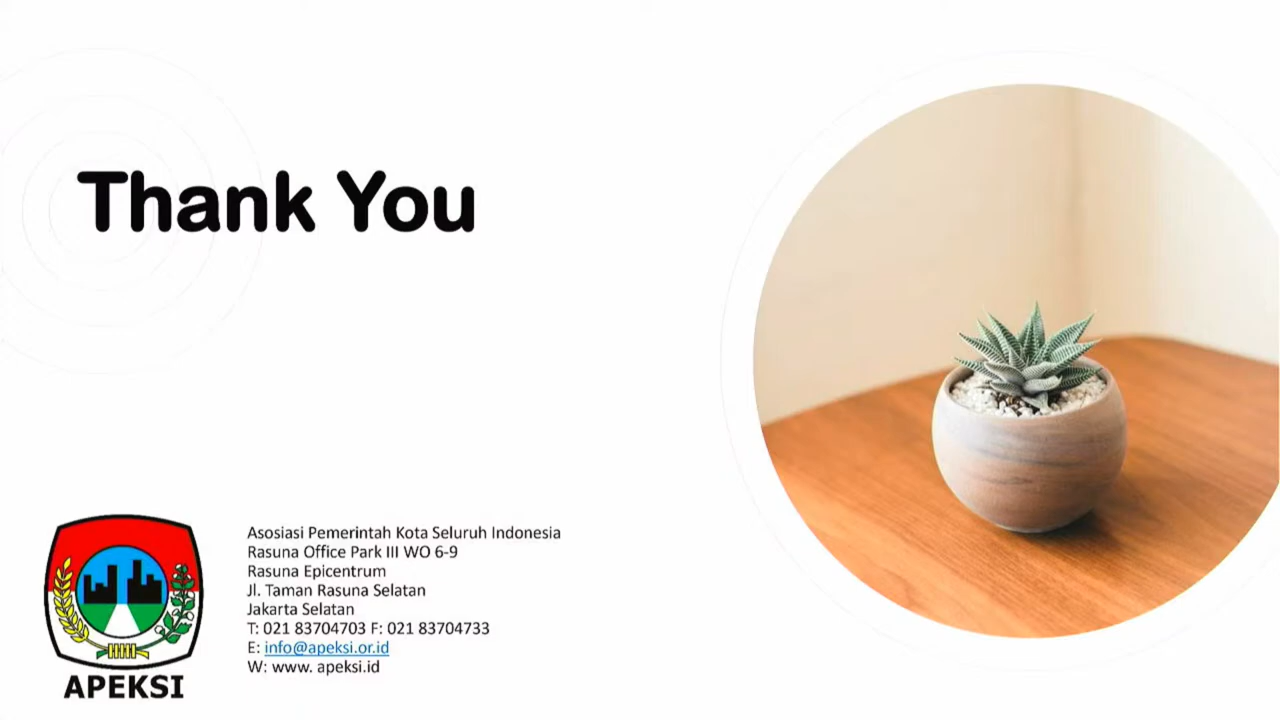 Thank You
Asosiasi Pemerintah Kota Seluruh Indonesia
Rasuna Office Park III WO 6-9
Rasuna Epicentrum
Jl. Taman Rasuna Selatan
Jakarta Selatan
T: 021 83704703 F: 021 83704733
E: info@apeksi.or.id
W: www. apeksi.id
APEKSI